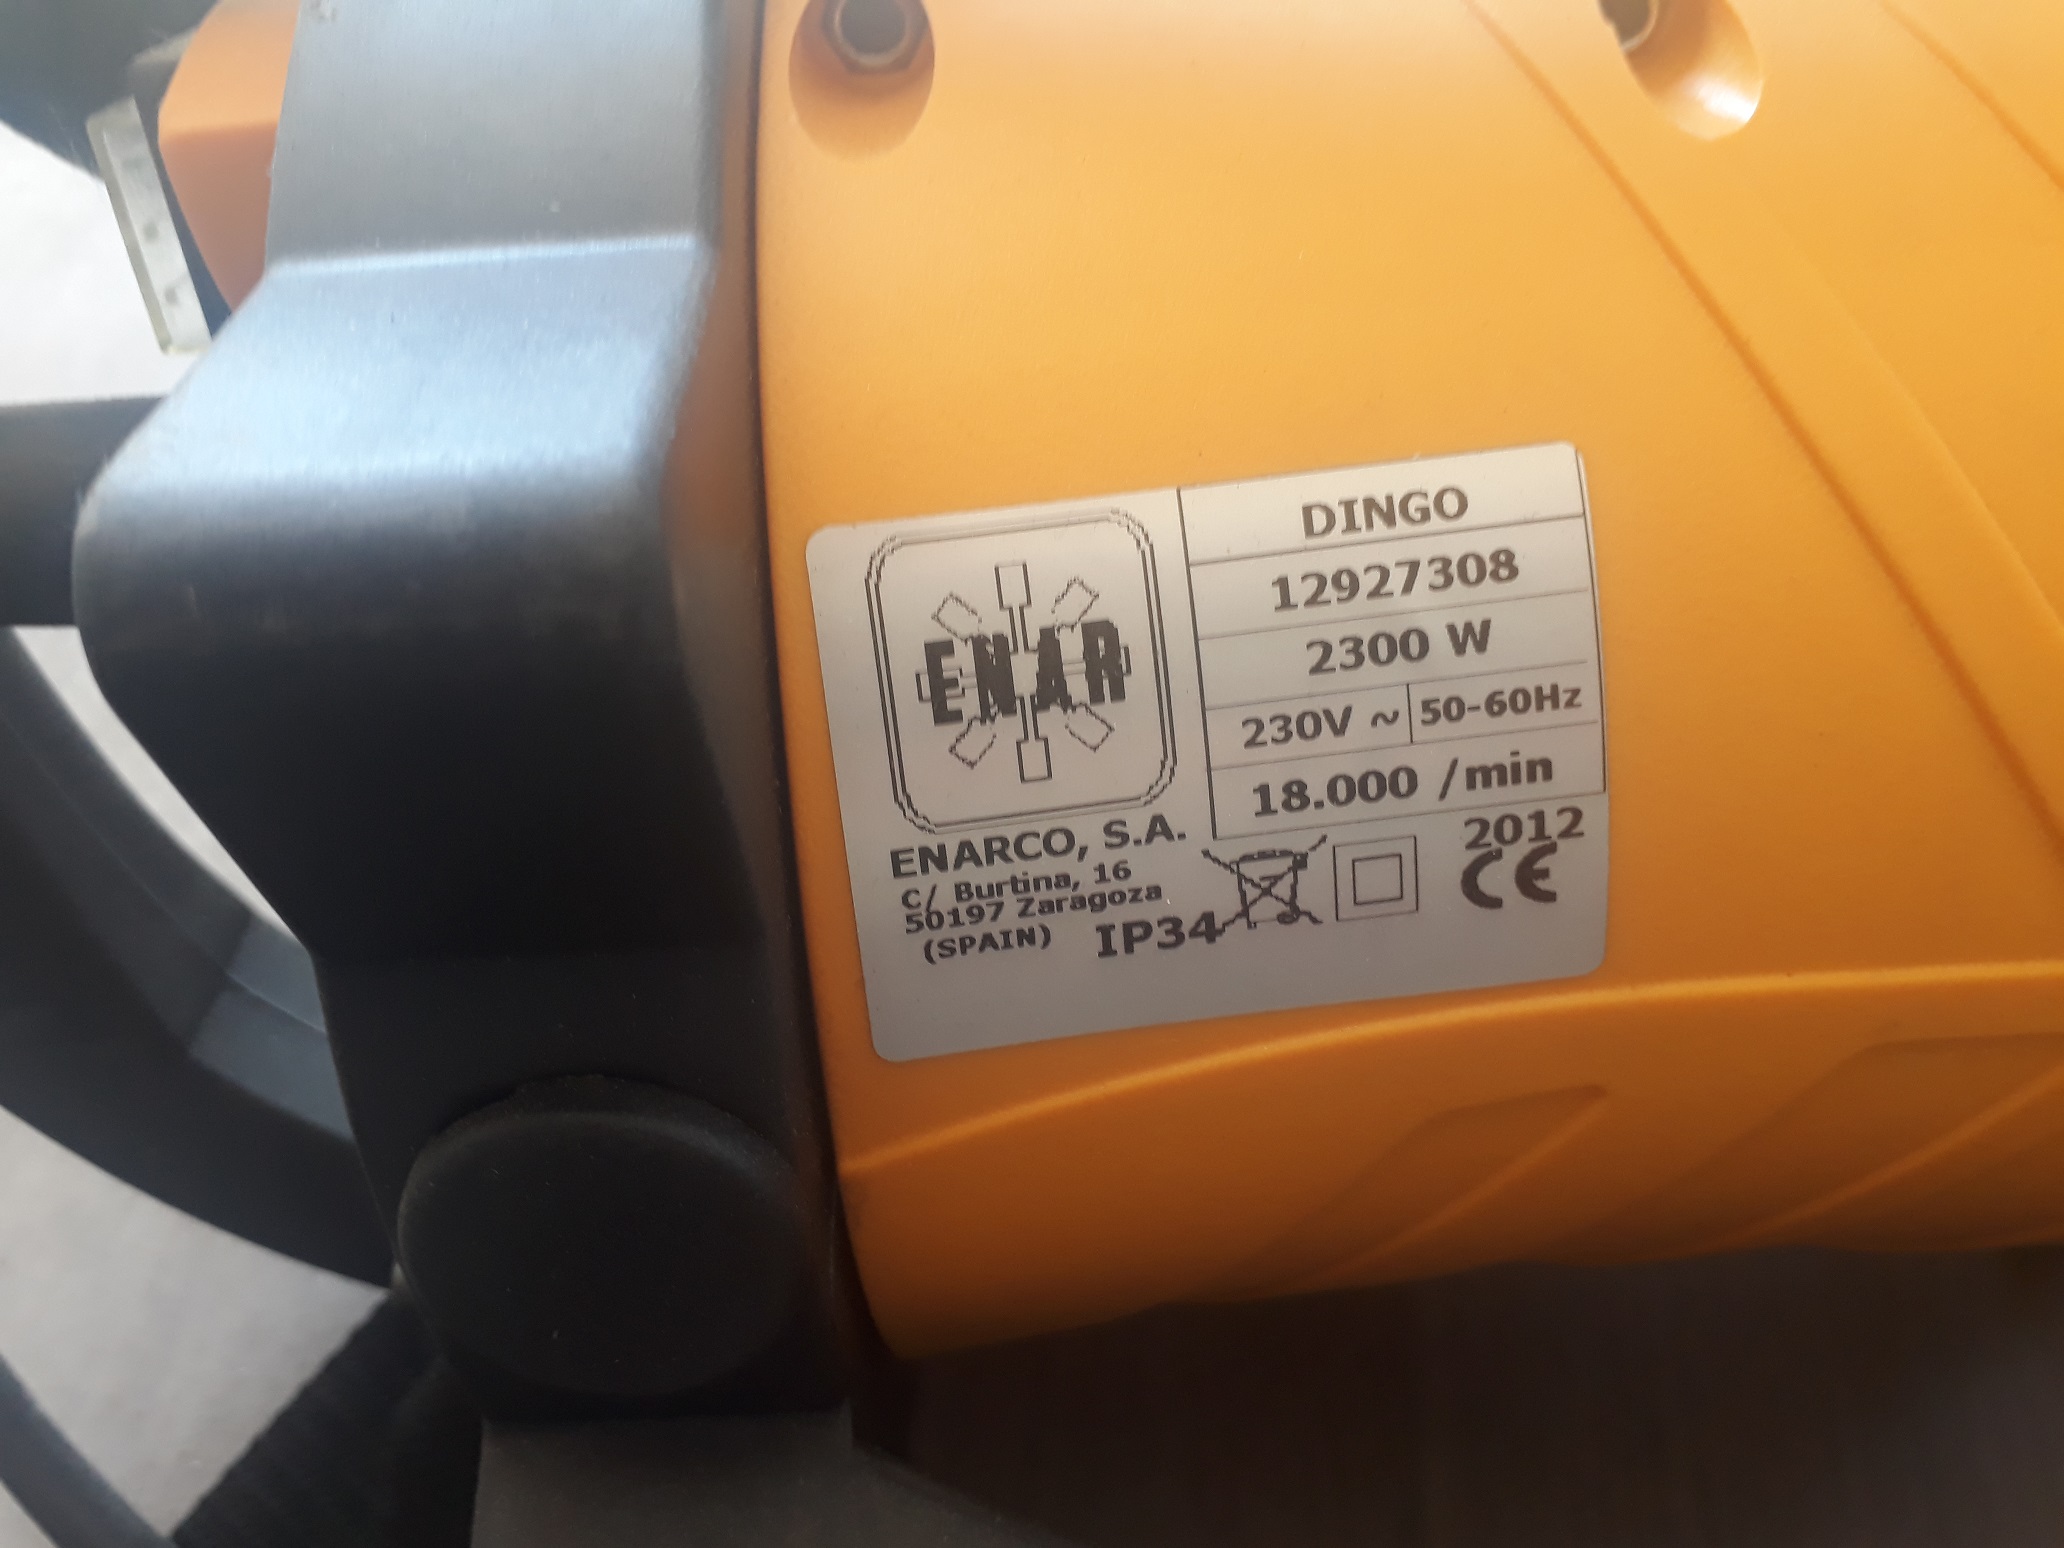 DINGO
12927308
2300 W
230V ~ 50-60Hz
18.000 /min
ENAR
ENARCO, S.A.
C/ Burtina, 16
50197 Zaragoza
(SPAIN)
IP34
2012
CE